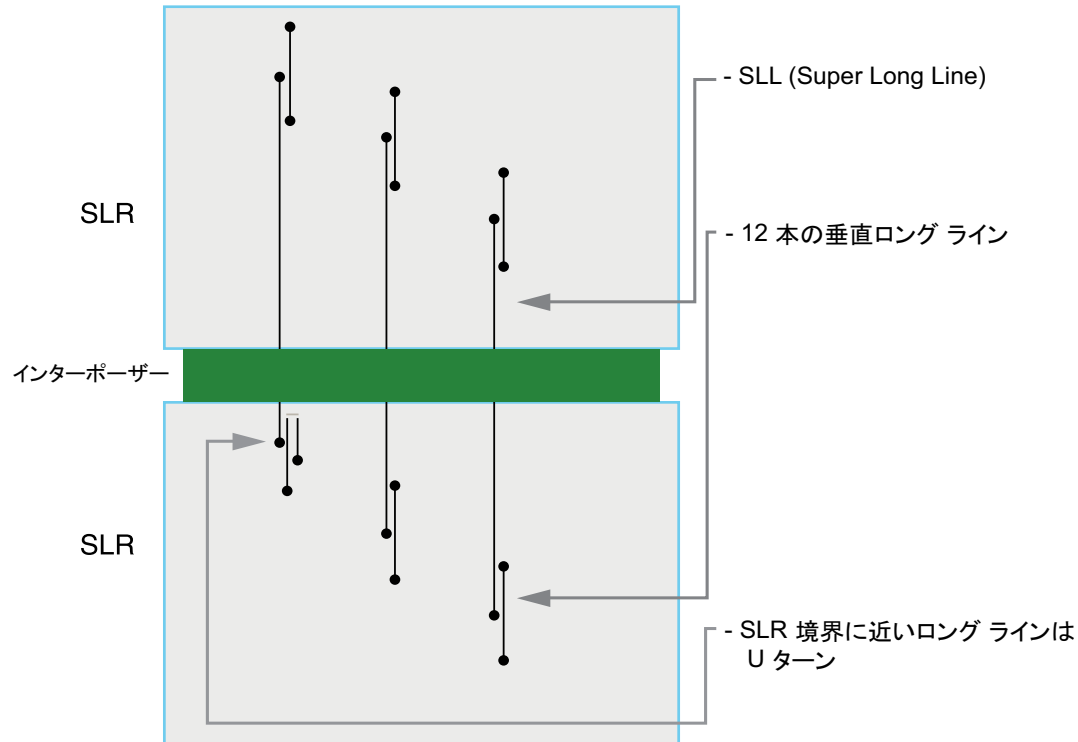 - SLL (Super Long Line)
SLR
- 12 本の垂直ロング ライン
インターポーザー
SLR
- SLR 境界に近いロング ラインは
U ターン